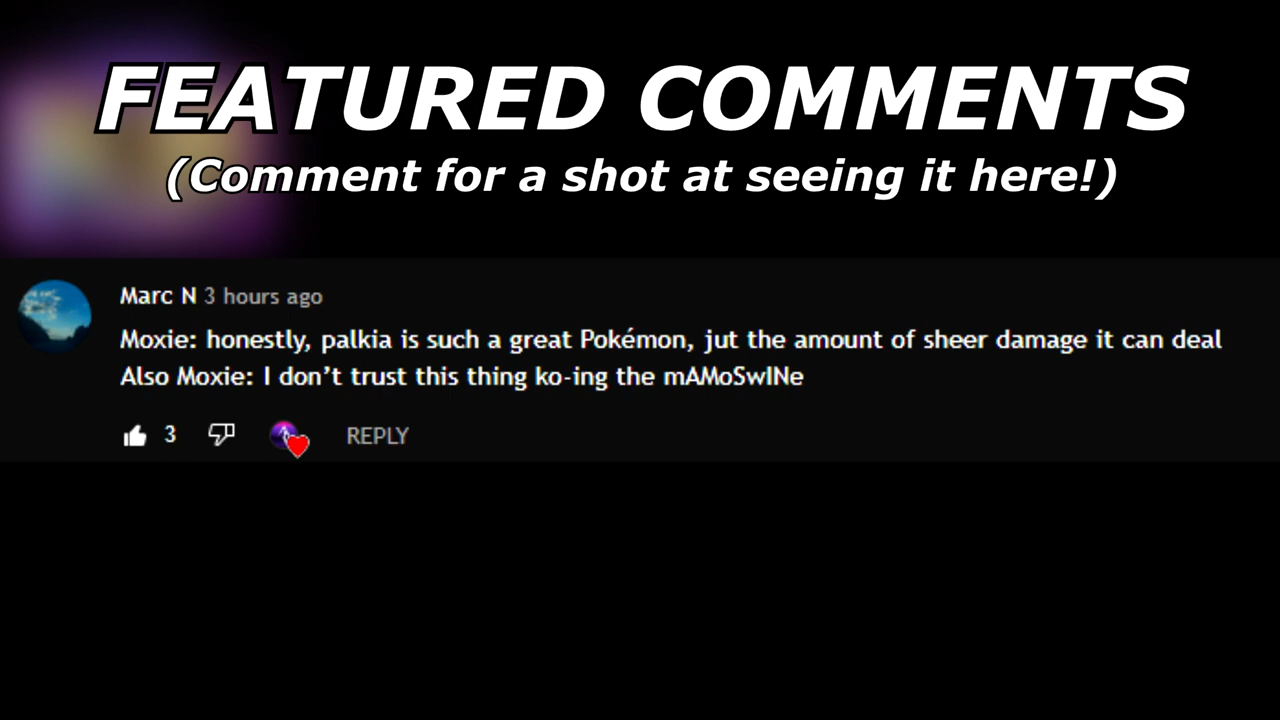 FEATURED COMMENTS
(Comment for a shot at seeing it here!)
Marc N 3 hours ago
Moxie: honestly, palkia is such a great Pokémon, jut the amount of sheer damage it can deal
Also Moxie: I don’t trust this thing ko-ing the mAMoSwINe
3 REPLY